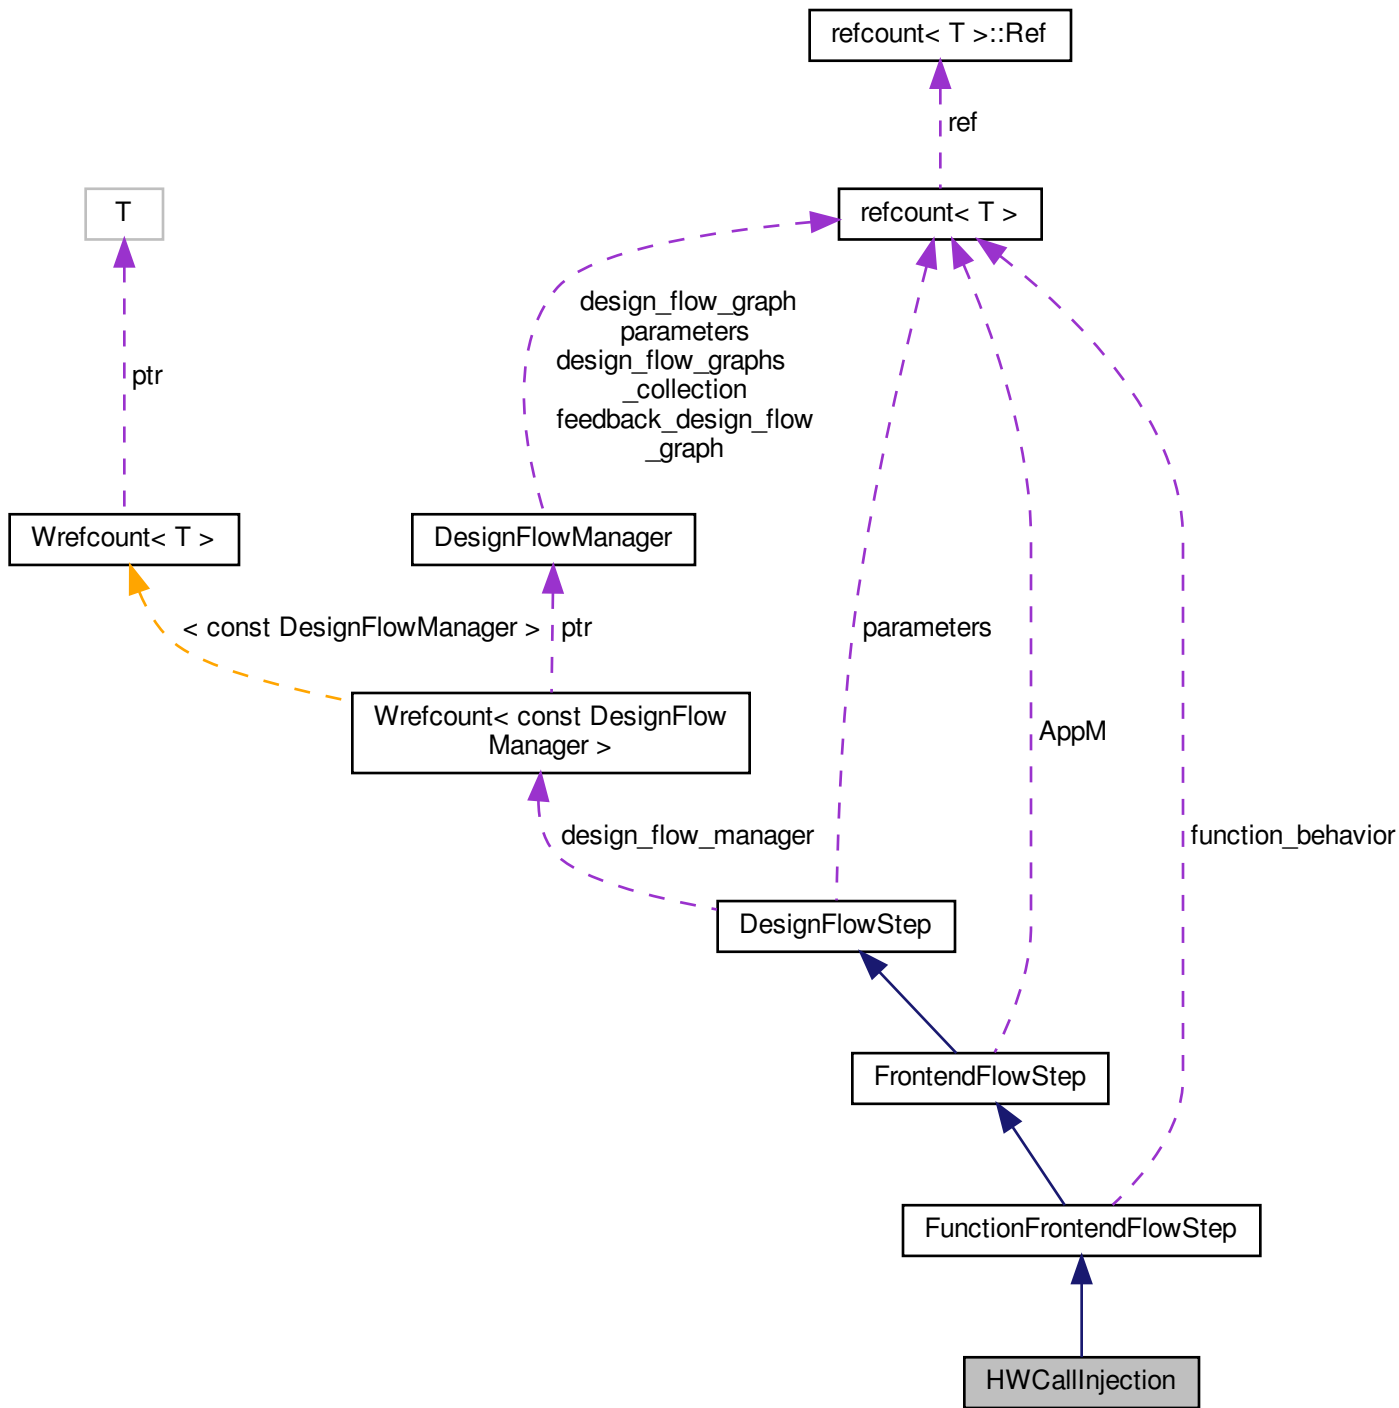 refcount< T >::Ref
ref
T
refcount< T >
design_flow_graph
parameters
design_flow_graphs
_collection
feedback_design_flow
_graph
ptr
Wrefcount< T >
DesignFlowManager
< const DesignFlowManager >
ptr
parameters
Wrefcount< const DesignFlow
Manager >
AppM
design_flow_manager
function_behavior
DesignFlowStep
FrontendFlowStep
FunctionFrontendFlowStep
HWCallInjection